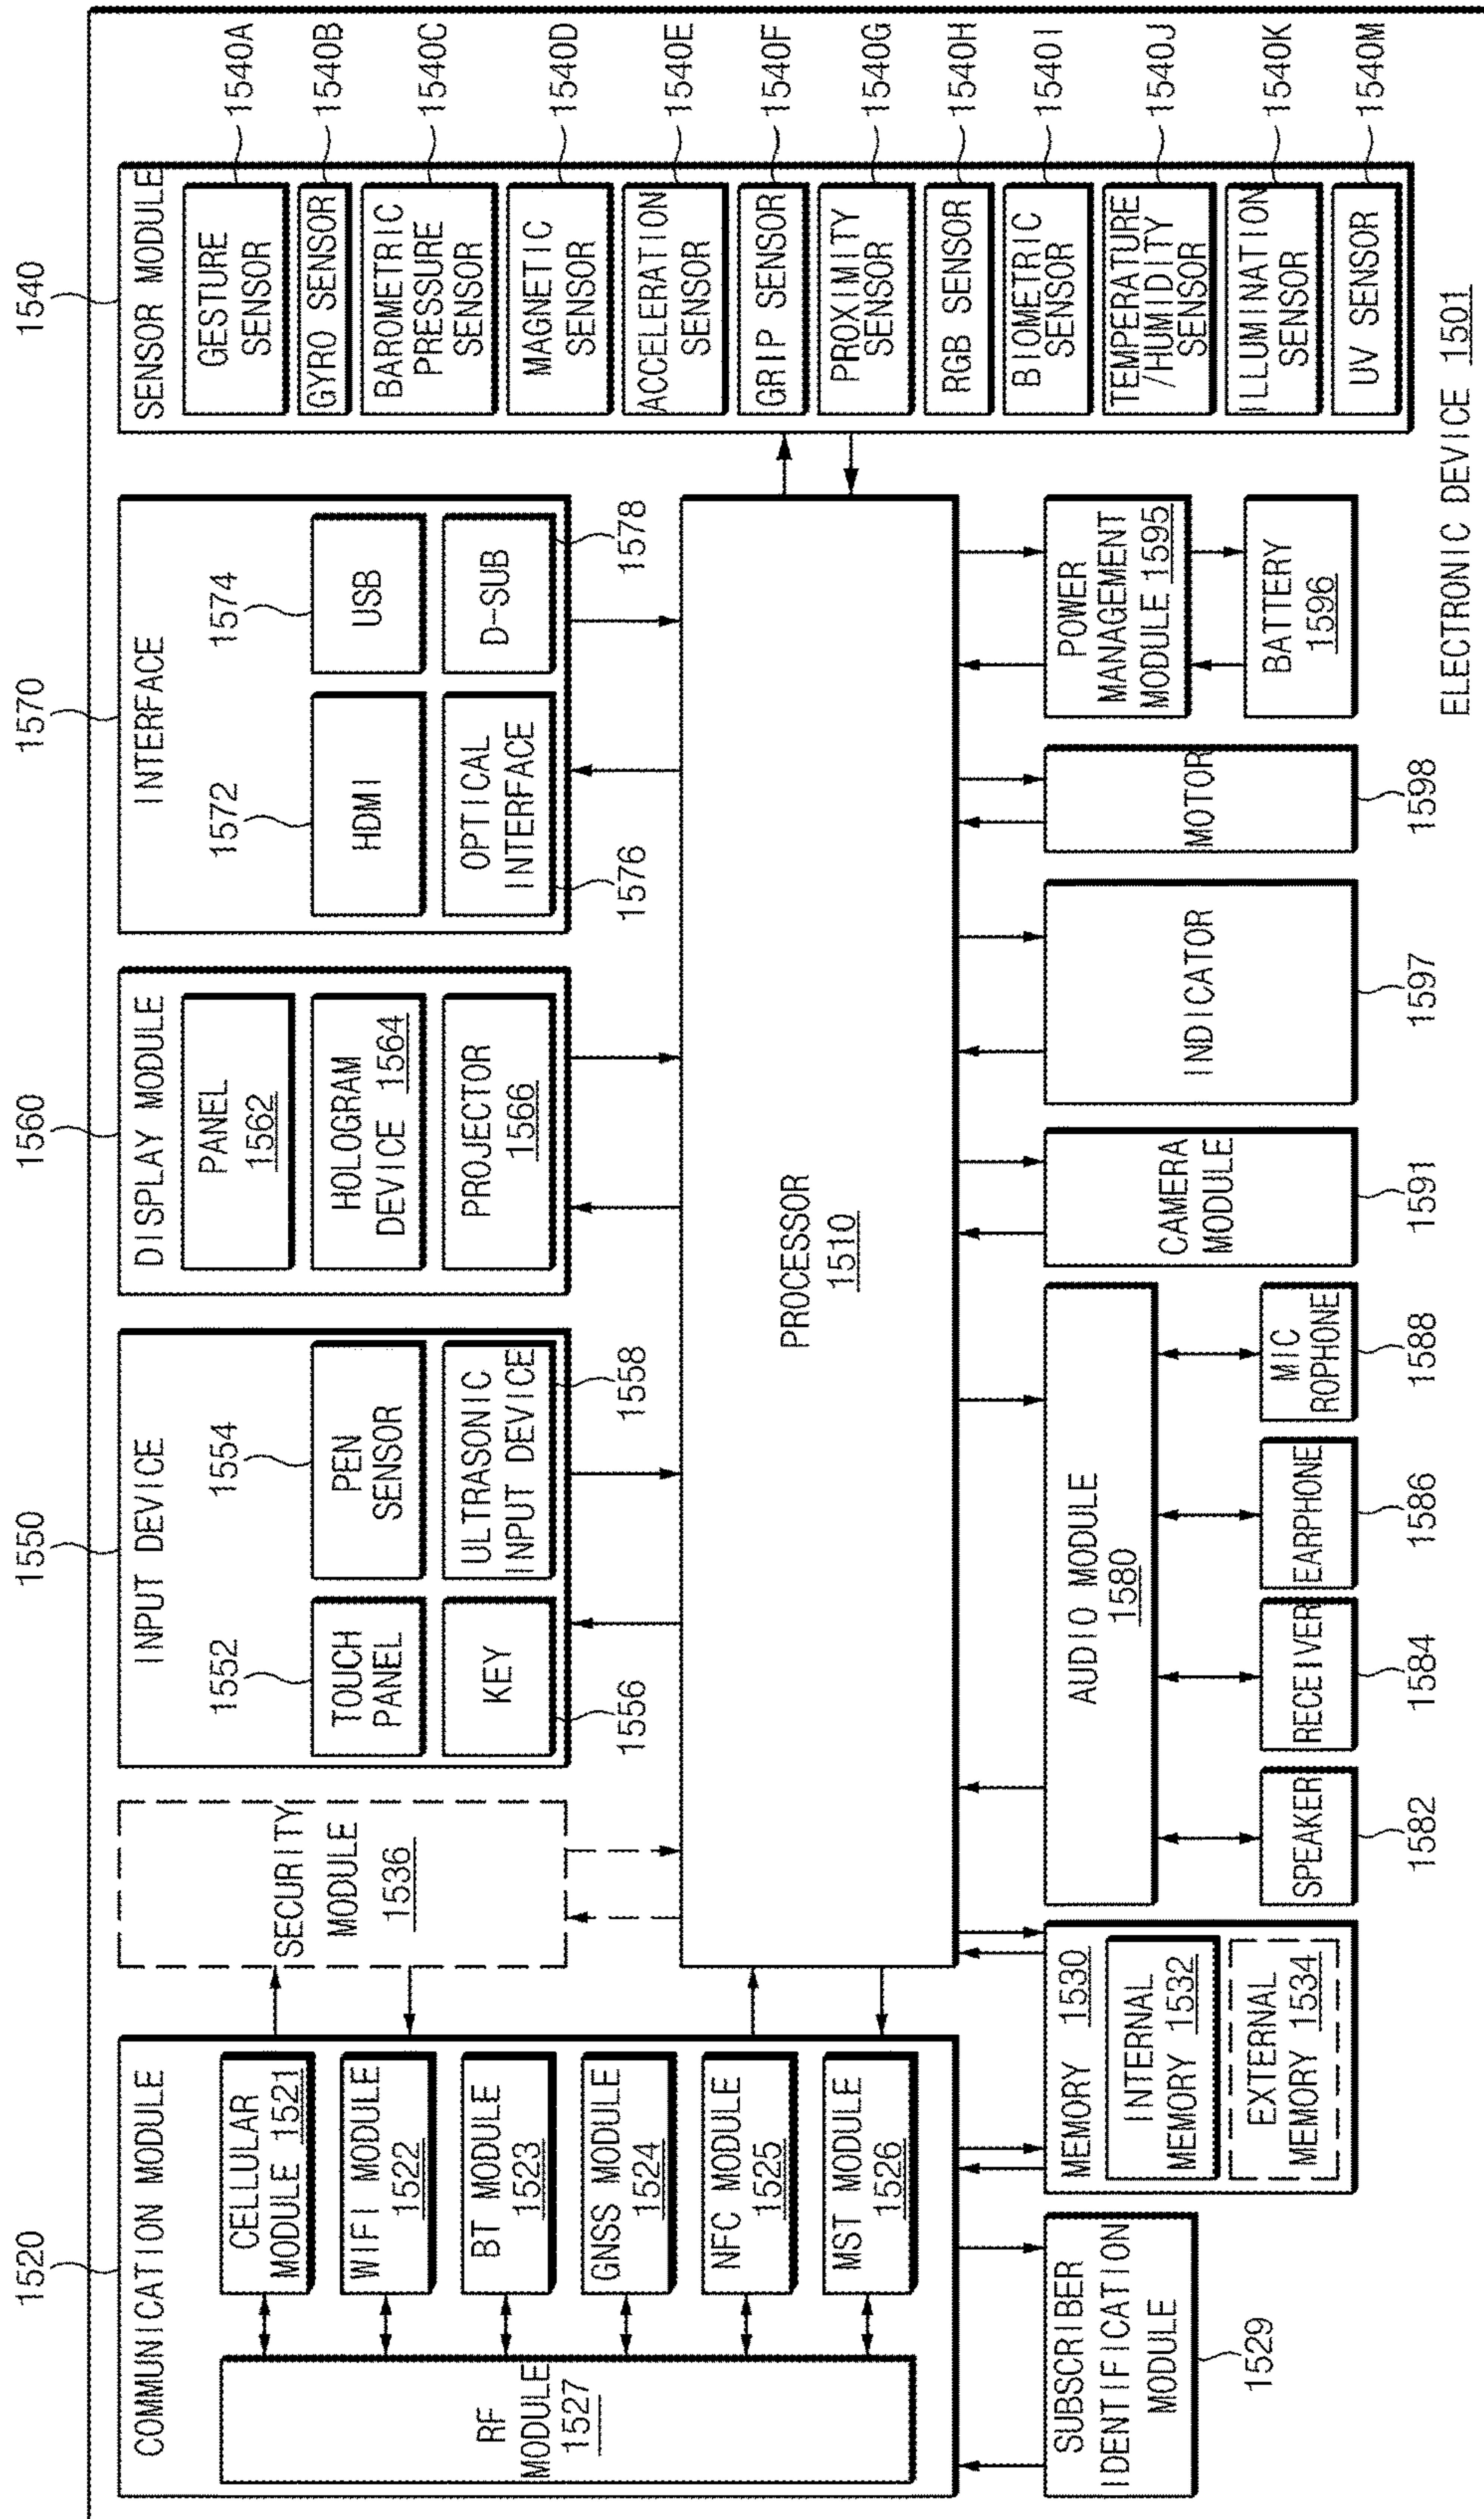 1520
COMMUNICATION MODULE
RF
MODULE
1527
CELLULAR
MODULE 1521
WIFI MODULE
1522
BT MODULE
1523
GNSS MODULE
1524
NFC MODULE
1525
MST MODULE
1526
SECURITY
MODULE
1536
1550
INPUT DEVICE
1552
TOUCH
PANEL
1554
PEN
SENSOR
KEY
1556
ULTRASONIC
INPUT DEVICE
1558
1560
DISPLAY MODULE
PANEL
1562
HOLOGRAM
DEVICE 1564
PROJECTOR
1566
1570
INTERFACE
1572
HDMI
1574
USB
OPTICAL
INTERFACE
1576
D-SUB
1578
1540
SENSOR MODULE
GESTURE
SENSOR
1540A
GYRO SENSOR
1540B
BAROMETRIC
PRESSURE
SENSOR
1540C
MAGNETIC
SENSOR
1540D
ACCELERATION
SENSOR
1540E
GRIP SENSOR
1540F
PROXIMITY
SENSOR
1540G
RGB SENSOR
1540H
BIOMETRIC
SENSOR
1540I
TEMPERATURE
/HUMIDITY
SENSOR
1540J
ILLUMINATION
SENSOR
1540K
UV SENSOR
1540M
PROCESSOR
1510
SUBSCRIBER
IDENTIFICATION
MODULE
1529
MEMORY 1530
INTERNAL
MEMORY 1532
EXTERNAL
MEMORY 1534
AUDIO MODULE
1580
SPEAKER
1582
RECEIVER
1584
EARPHONE
1586
MIC
ROPHONE
1588
CAMERA
MODULE
1591
INDICATOR
1597
MOTOR
1598
POWER
MANAGEMENT
MODULE 1595
BATTERY
1596
ELECTRONIC DEVICE 1501